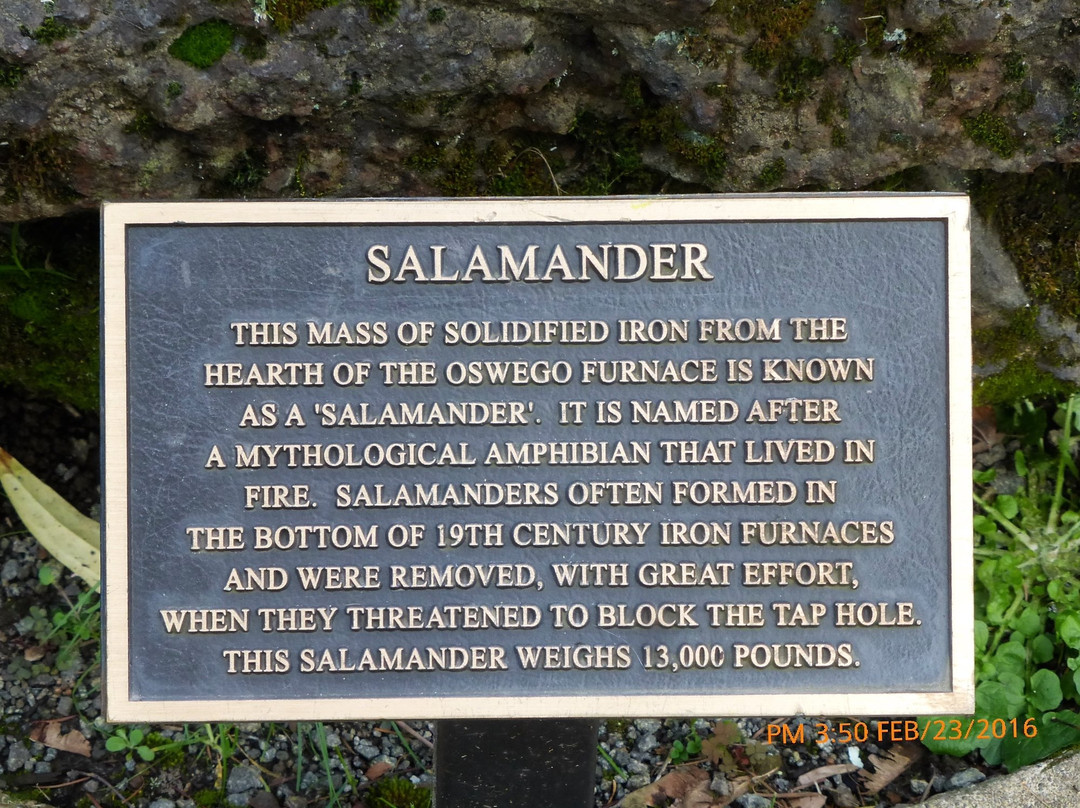 SALAMANDER
THIS MASS OF SOLIDIFIED IRON FROM THE
HEARTH OF THE OSWEGO FURNACE IS KNOWN
AS A 'SALAMANDER'. IT IS NAMED AFTER
A MYTHOLOGICAL AMPHIBIAN THAT LIVED IN
FIRE. SALAMANDERS OFTEN FORMED IN
THE BOTTOM OF 19TH CENTURY IRON FURNACES
AND WERE REMOVED, WITH GREAT EFFORT,
WHEN THEY THREATENED TO BLOCK THE TAP HOLE.
THIS SALAMANDER WEIGHS 13,000 POUNDS.
PM 3:50 FEB/23/2016